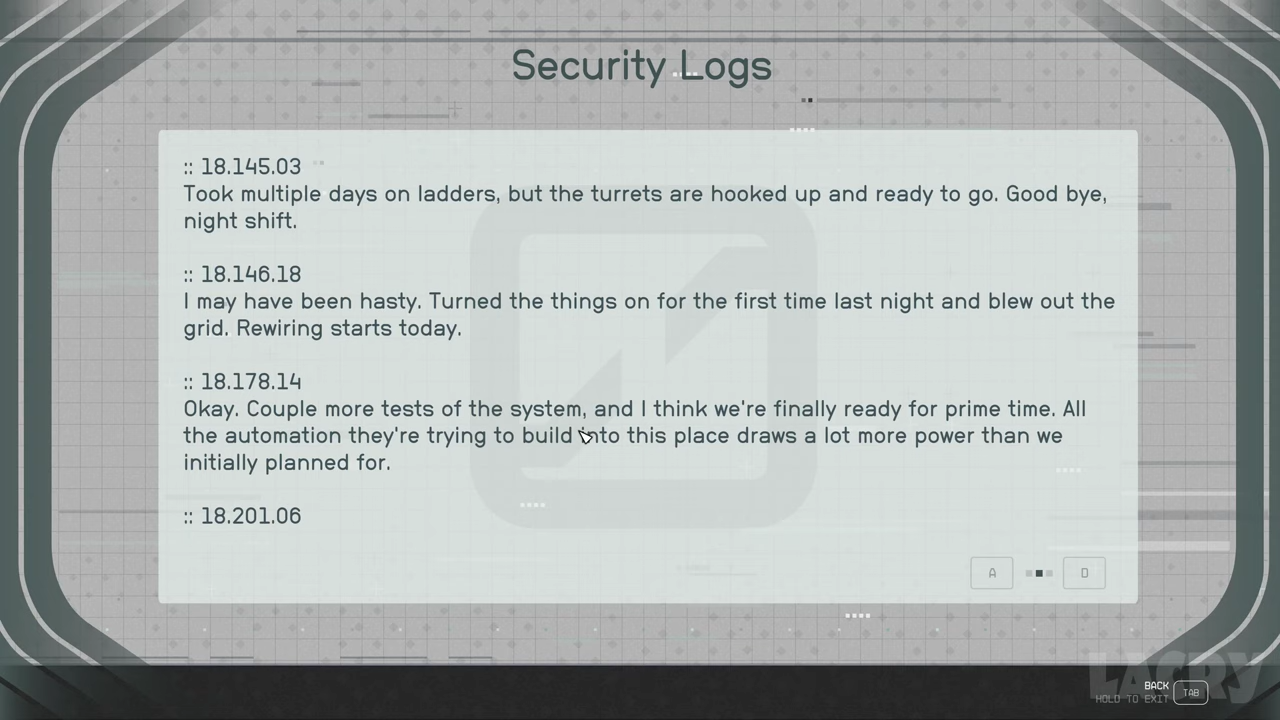 Security Logs
:: 18.145.03
Took multiple days on ladders, but the turrets are hooked up and ready to go. Good bye,
night shift.
:: 18.146.18
I may have been hasty. Turned the things on for the first time last night and blew out the
grid. Rewiring starts today.
:: 18.178.14
Okay. Couple more tests of the system, and I think we're finally ready for prime time. All
the automation they're trying to build into this place draws a lot more power than we
initially planned for.
:: 18.201.06
A D
LACRY
BACK
HOLD TO EXIT TAB